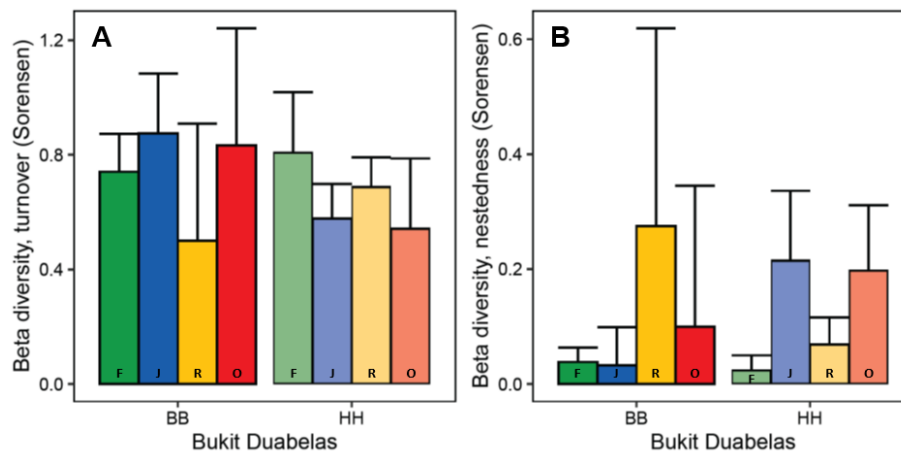 A
Beta diversity, turnover (Sorensen)
1.2
0.8
0.4
0.0
F J R O F J R O
BB HH
Bukit Duabelas
B
Beta diversity, nestedness (Sorensen)
0.6
0.4
0.2
0.0
F J R O F J R O
BB HH
Bukit Duabelas